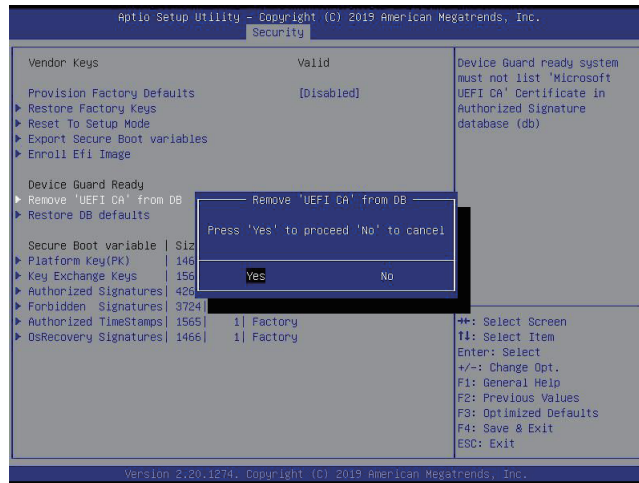 Aptio Setup Utility – Copyright (C) 2019 American Megatrends, Inc.
Security
Vendor Keys Valid
Provision Factory Defaults [Disabled]
Restore Factory Keys
Reset To Setup Mode
Export Secure Boot variables
Enroll Efi Image
Device Guard Ready
Remove 'UEFI CA' from DB
Restore DB defaults
Secure Boot variable | Siz
Platform Key(PK) | 146
Key Exchange Keys | 156
Authorized Signatures| 426
Forbidden Signatures| 3724|
Authorized TimeStamps| 1565| 1| Factory
OsRecovery Signatures| 1466| 1| Factory
Remove 'UEFI CA' from DB
Press 'Yes' to proceed 'No' to cancel
Yes No
Device Guard ready system
must not list 'Microsoft
UEFI CA' Certificate in
Authorized Signature
database (db)
→←: Select Screen
↑↓: Select Item
Enter: Select
+/-: Change Opt.
F1: General Help
F2: Previous Values
F3: Optimized Defaults
F4: Save & Exit
ESC: Exit
Version 2.20.1274. Copyright (C) 2019 American Megatrends, Inc.